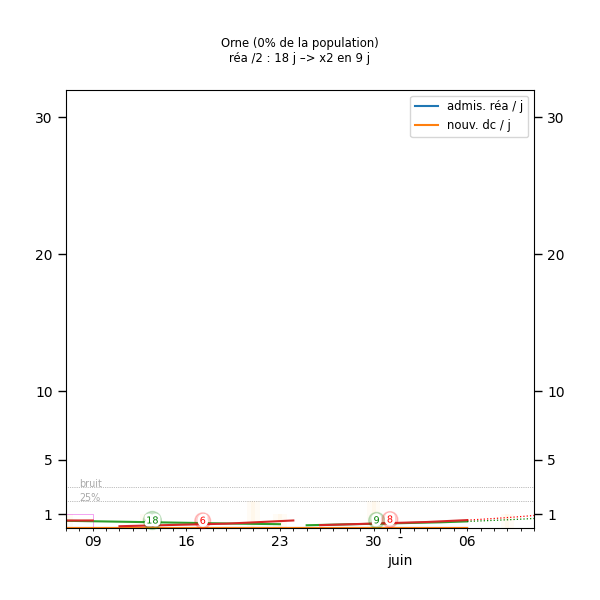 Orne (0% de la population)
réa /2 : 18 j –> x2 en 9 j
admis. réa / j
nouv. dc / j
30 30
20 20
10 10
5 5
bruit
25%
1 18 6 9 8 1
09 16 23 30 - 06
juin